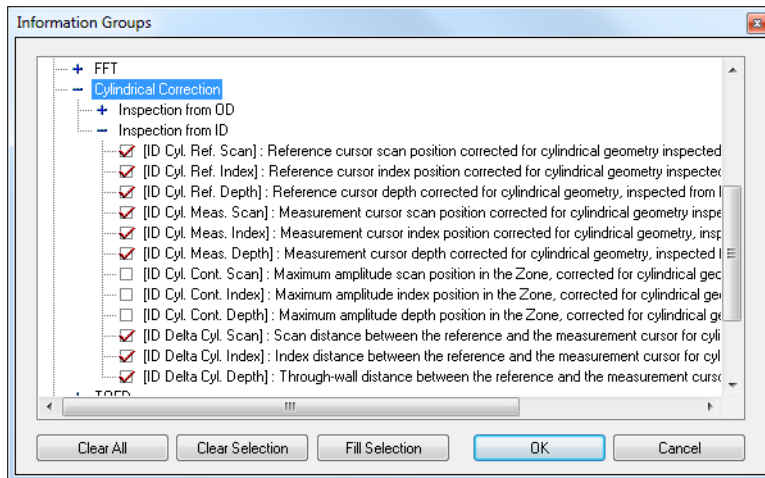 Information Groups
FFT
Cylindrical Correction
Inspection from OD
Inspection from ID
[ID Cyl. Ref. Scan] : Reference cursor scan position corrected for cylindrical geometry inspected
[ID Cyl. Ref. Index] : Reference cursor index position corrected for cylindrical geometry inspected
[ID Cyl. Ref. Depth] : Reference cursor depth corrected for cylindrical geometry, inspected from
[ID Cyl. Meas. Scan] : Measurement cursor scan position corrected for cylindrical geometry inspe
[ID Cyl. Meas. Index] : Measurement cursor index position corrected for cylindrical geometry, insp
[ID Cyl. Meas. Depth] : Measurement cursor depth corrected for cylindrical geometry, inspected
[ID Cyl. Cont. Scan] : Maximum amplitude scan position in the Zone, corrected for cylindrical geo
[ID Cyl. Cont. Index] : Maximum amplitude index position in the Zone, corrected for cylindrical ge
[ID Cyl. Cont. Depth] : Maximum amplitude depth position in the Zone, corrected for cylindrical ge
[ID Delta Cyl. Scan] : Scan distance between the reference and the measurement cursor for cyli
[ID Delta Cyl. Index] : Index distance between the reference and the measurement cursor for cyl
[ID Delta Cyl. Depth] : Through-wall distance between the reference and the measurement curso
TOFD
Clear All Clear Selection Fill Selection OK Cancel